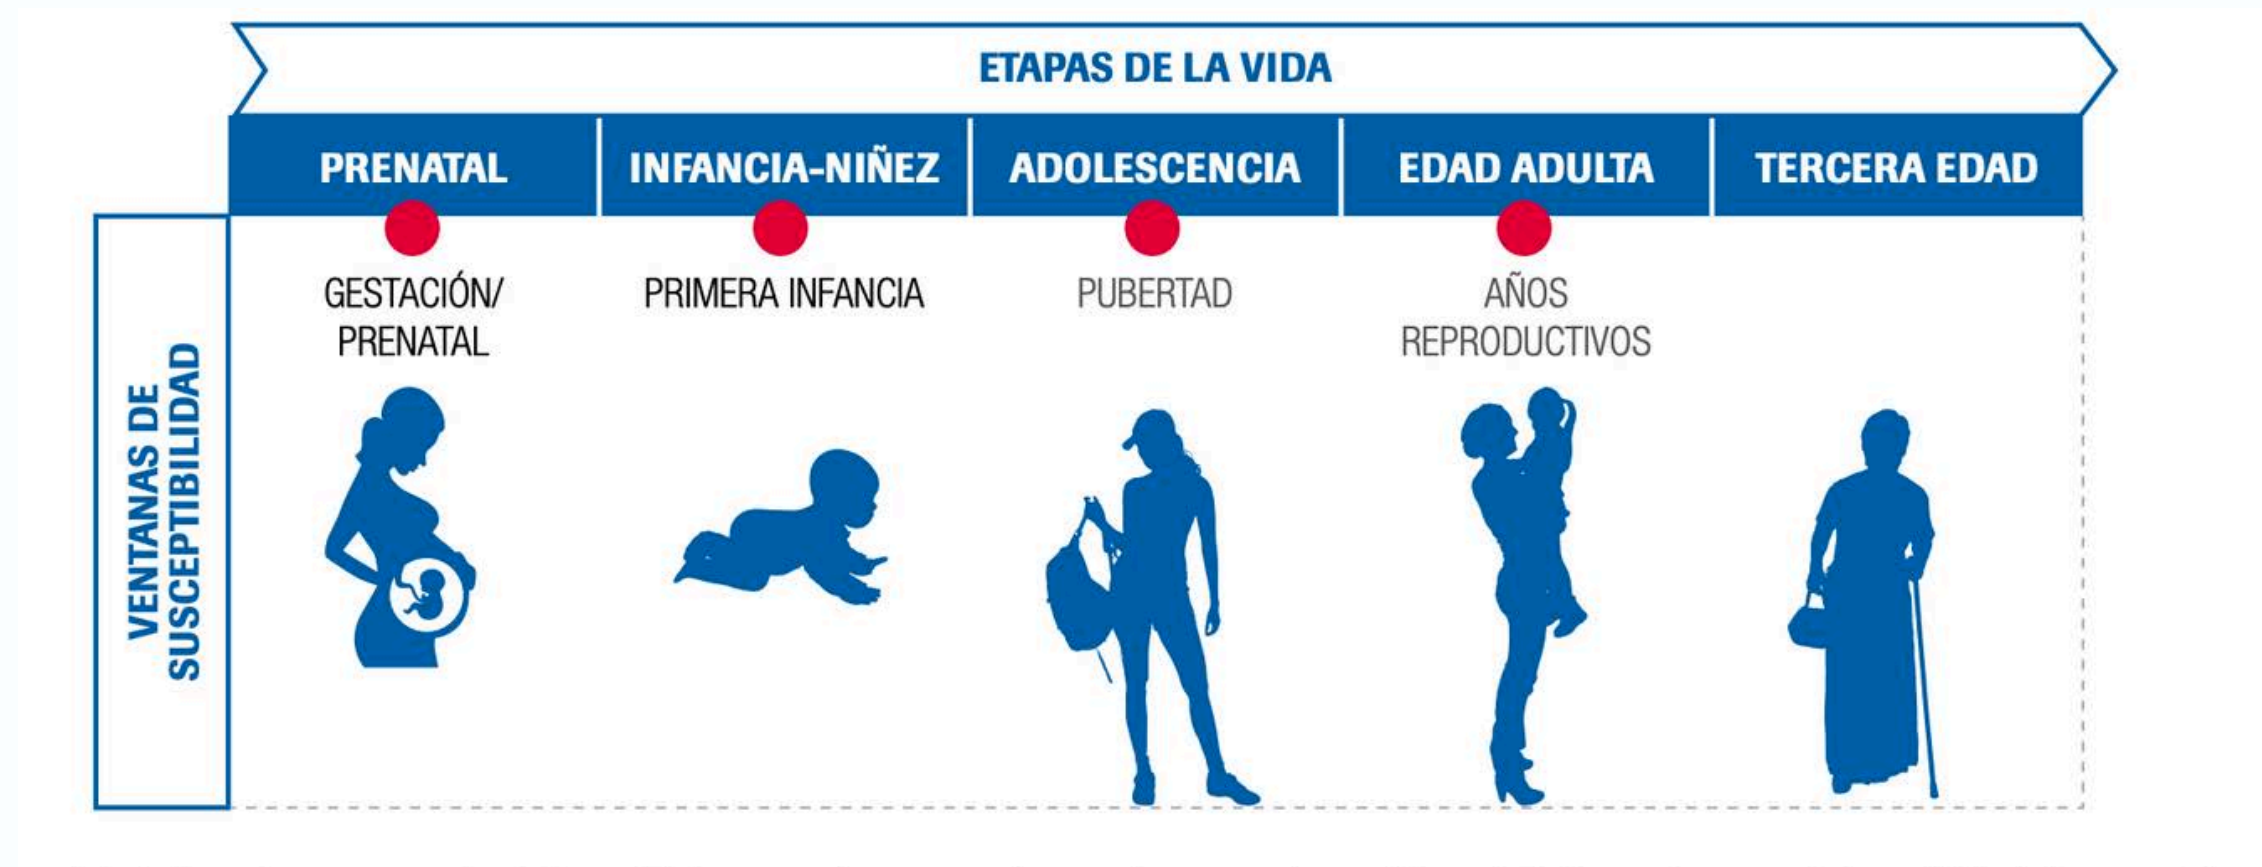 ETAPAS DE LA VIDA
PRENATAL
INFANCIA-NIÑEZ
ADOLESCENCIA
EDAD ADULTA
TERCERA EDAD
VENTANAS DE
SUSCEPTIBILIDAD
GESTACIÓN/
PRENATAL
PRIMERA INFANCIA
PUBERTAD
AÑOS
REPRODUCTIVOS